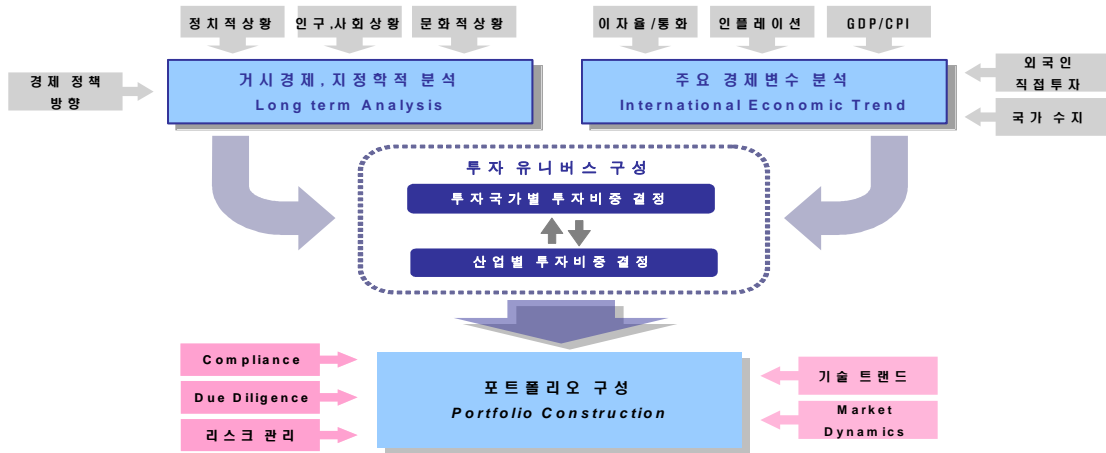 정치적상황
인구,사회상황
문화적상황
이자율/통화
인플레이션
GDP/CPI
경제 정책
방향
거시경제,지정학적 분석
Long term Analysis
주요 경제변수 분석
International Economic Trend
외국인
직접투자
국가 수지
투자 유니버스 구성
투자국가별 투자비중 결정
산업별 투자비중 결정
Compliance
Due Diligence
리스크 관리
포트폴리오 구성
Portfolio Construction
기술 트랜드
Market
Dynamics